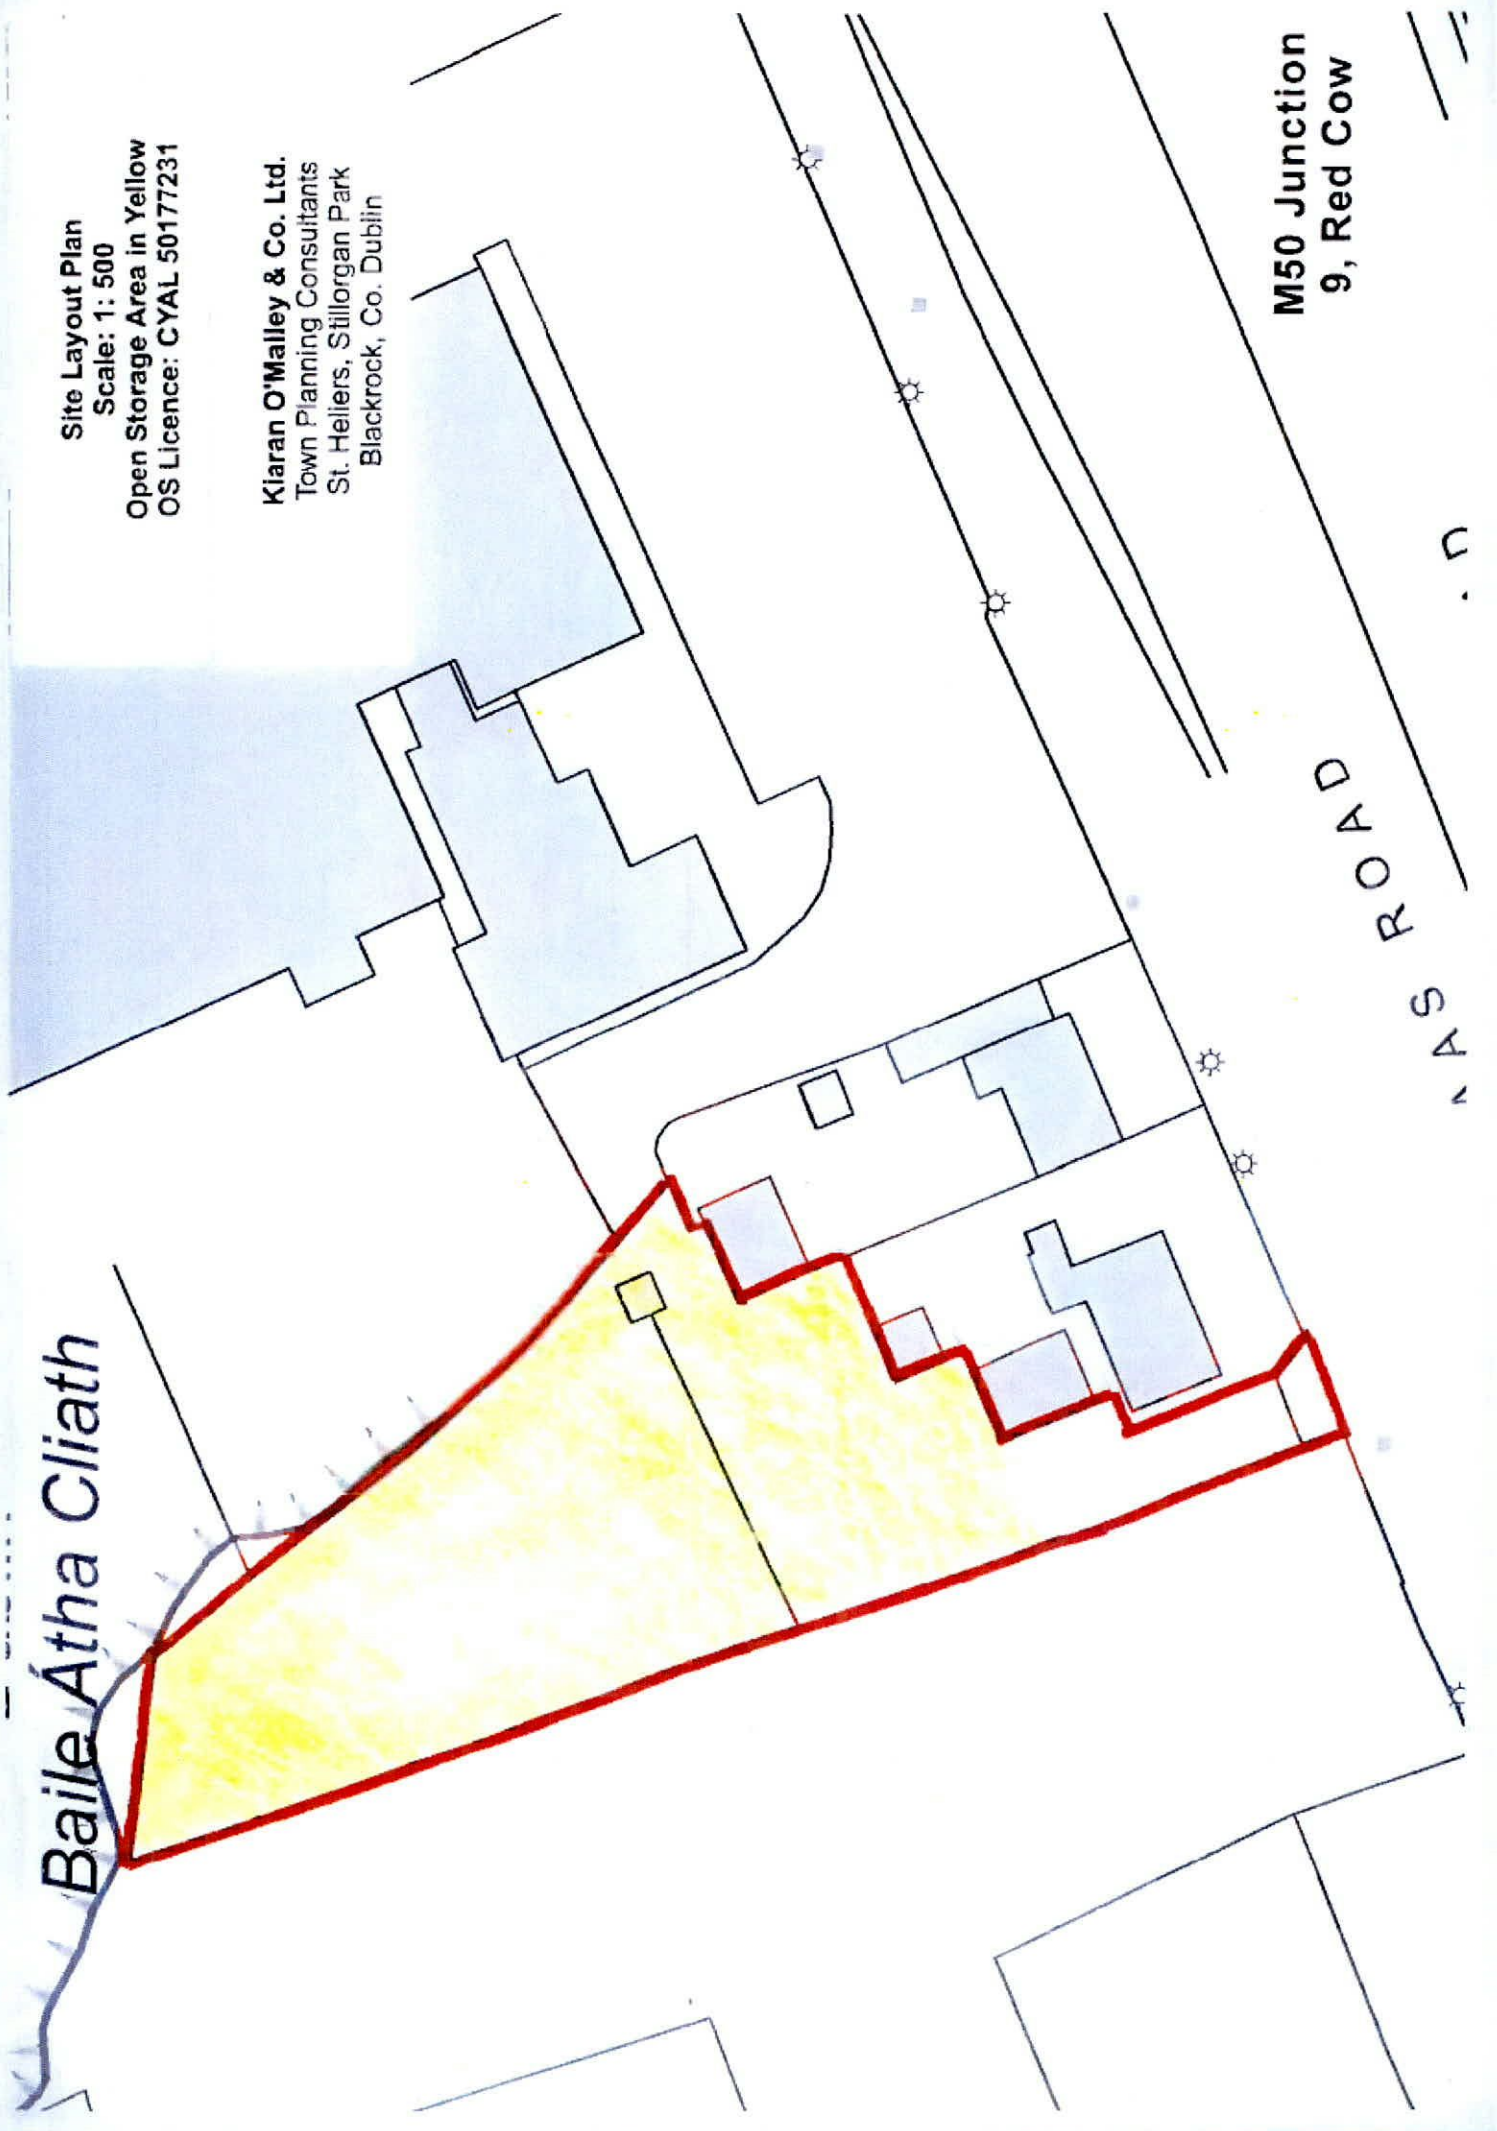 Site Layout Plan
Scale: 1: 500
Open Storage Area in Yellow
OS Licence: CYAL 50177231
Kiaran O'Malley & Co. Ltd.
Town Planning Consultants
St. Heliers, Stillorgan Park
Blackrock, Co. Dublin
Baile Átha Cliath
M50 Junction
9, Red Cow
AS ROAD